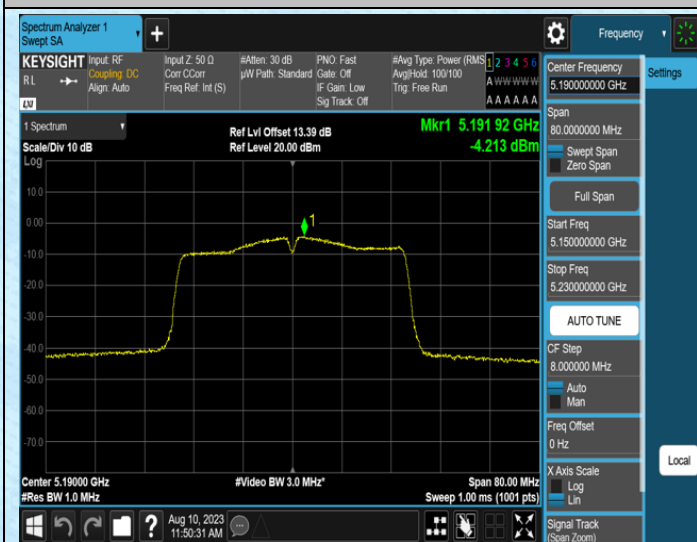 Spectrum Analyzer 1
Swept SA
+
Frequency
KEYSIGHT
Input: RF
Coupling: DC
Align: Auto
Input Z: 50 Ω
Corr CCorr
Freq Ref: Int (S)
#Atten: 30 dB
µW Path: Standard
PNO: Fast
Gate: Off
IF Gain: Low
Sig Track: Off
#Avg Type: Power (RMS
Avg|Hold: 100/100
Trig: Free Run
1 2 3 4 5 6
A W W W W W
A A A A A A
R L
LXI
1 Spectrum
Scale/Div 10 dB
Log
Ref Lvl Offset 13.39 dB
Ref Level 20.00 dBm
Mkr1 5.191 92 GHz
-4.213 dBm
10.0
0.00
-10.0
-20.0
-30.0
-40.0
-50.0
-60.0
-70.0
1
Center 5.19000 GHz
#Res BW 1.0 MHz
#Video BW 3.0 MHz*
Span 80.00 MHz
Sweep 1.00 ms (1001 pts)
Aug 10, 2023
11:50:31 AM
?
Center Frequency
5.190000000 GHz
Span
80.0000000 MHz
Swept Span
Zero Span
Full Span
Start Freq
5.150000000 GHz
Stop Freq
5.230000000 GHz
AUTO TUNE
CF Step
8.000000 MHz
Auto
Man
Freq Offset
0 Hz
X Axis Scale
Log
Lin
Signal Track
(Span Zoom)
Settings
Local